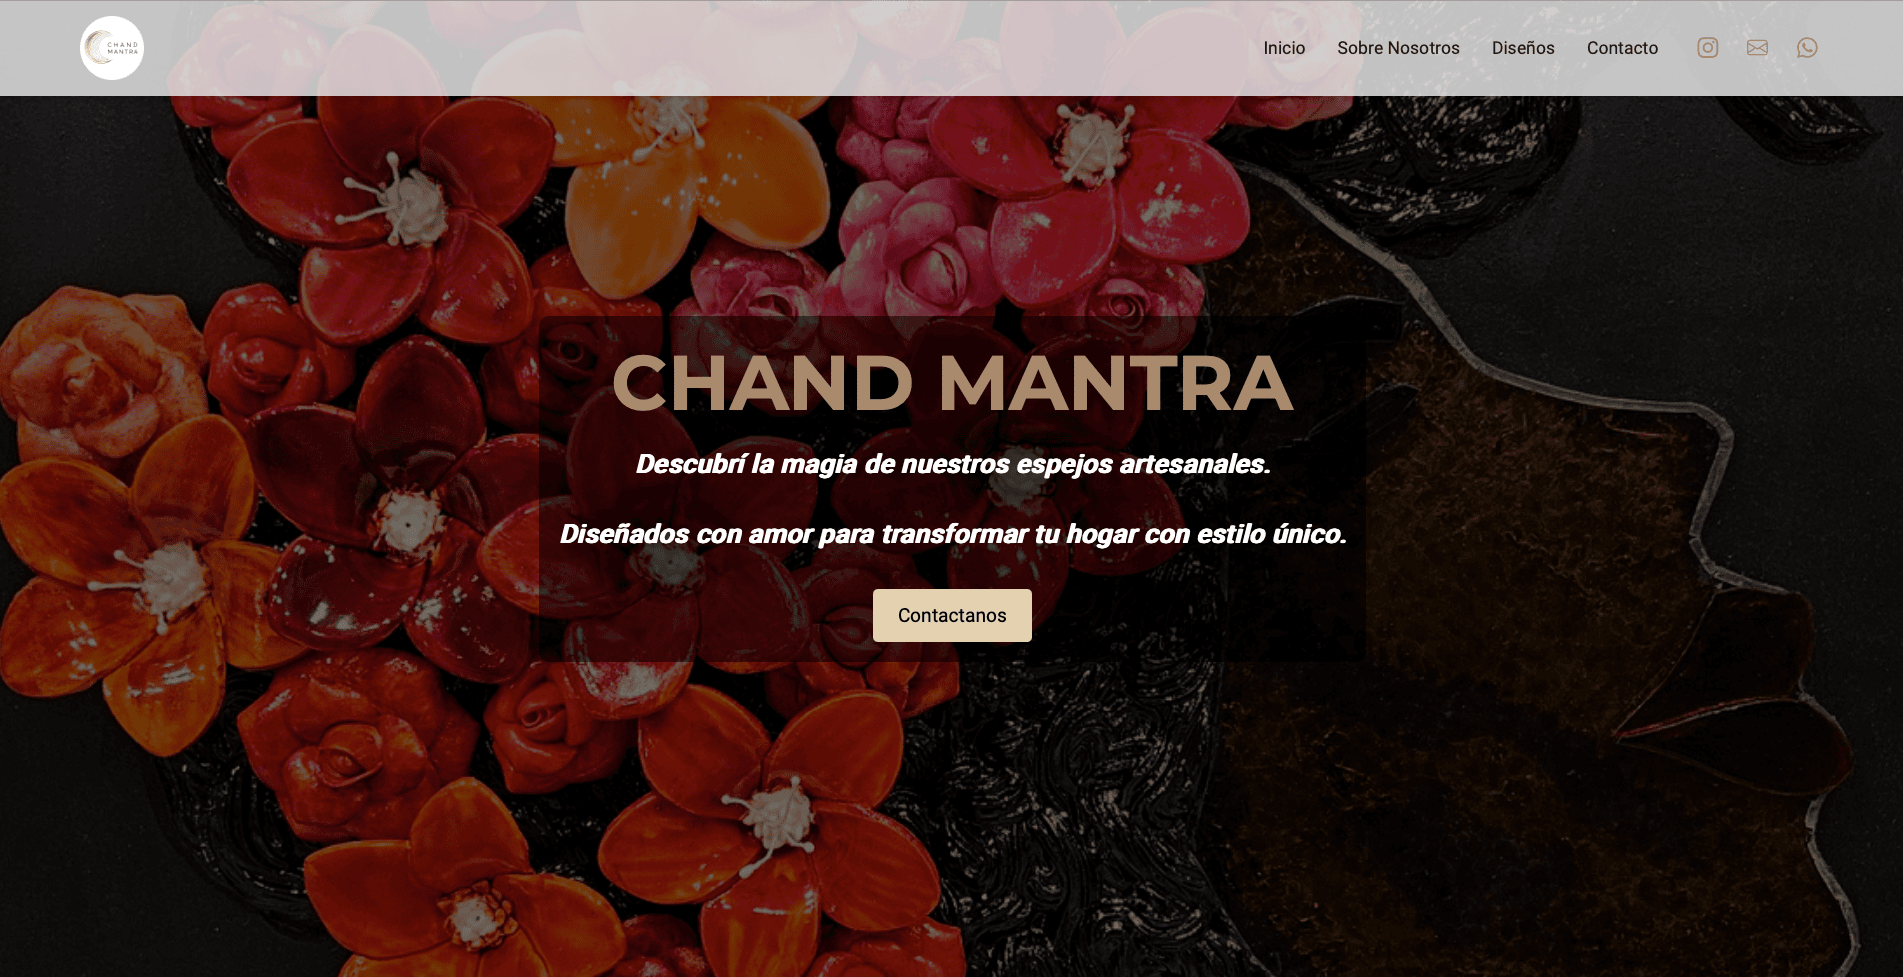 CHAND
MANTRA
Inicio
Sobre Nosotros
Diseños
Contacto
CHAND MANTRA
Descubrí la magia de nuestros espejos artesanales.
Diseñados con amor para transformar tu hogar con estilo único.
Contactanos